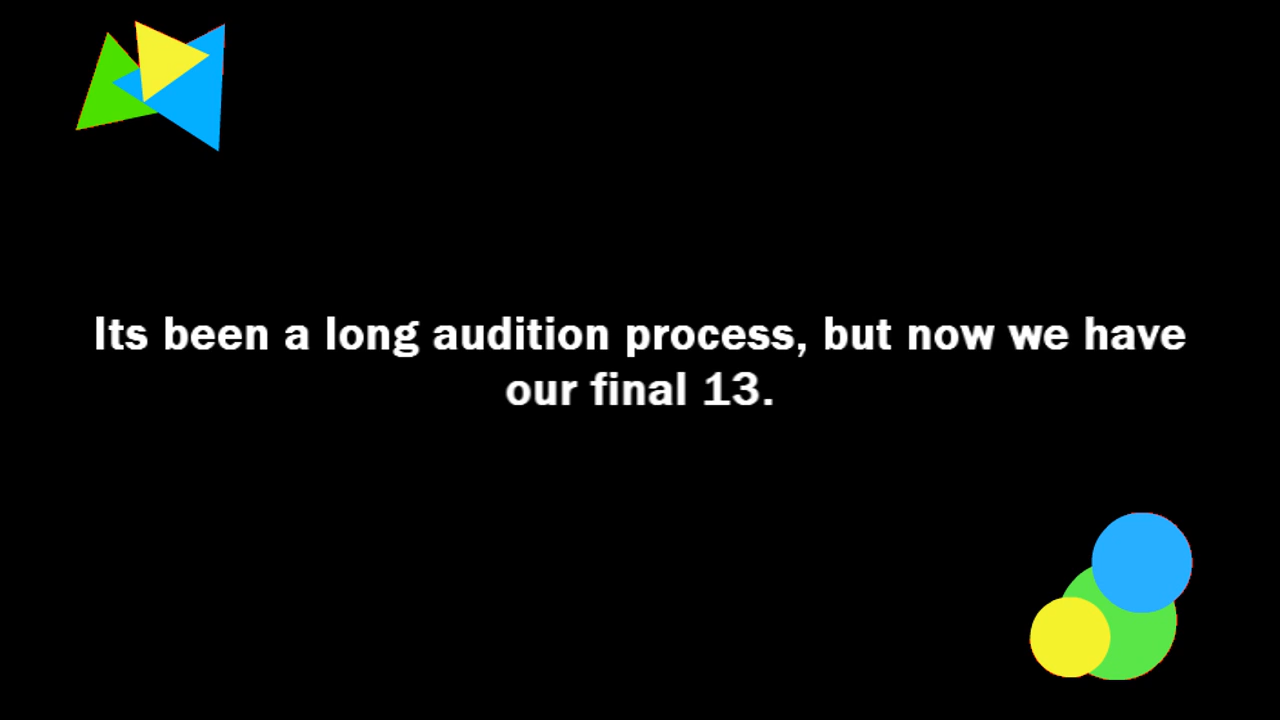 Its been a long audition process, but now we have
our final 13.